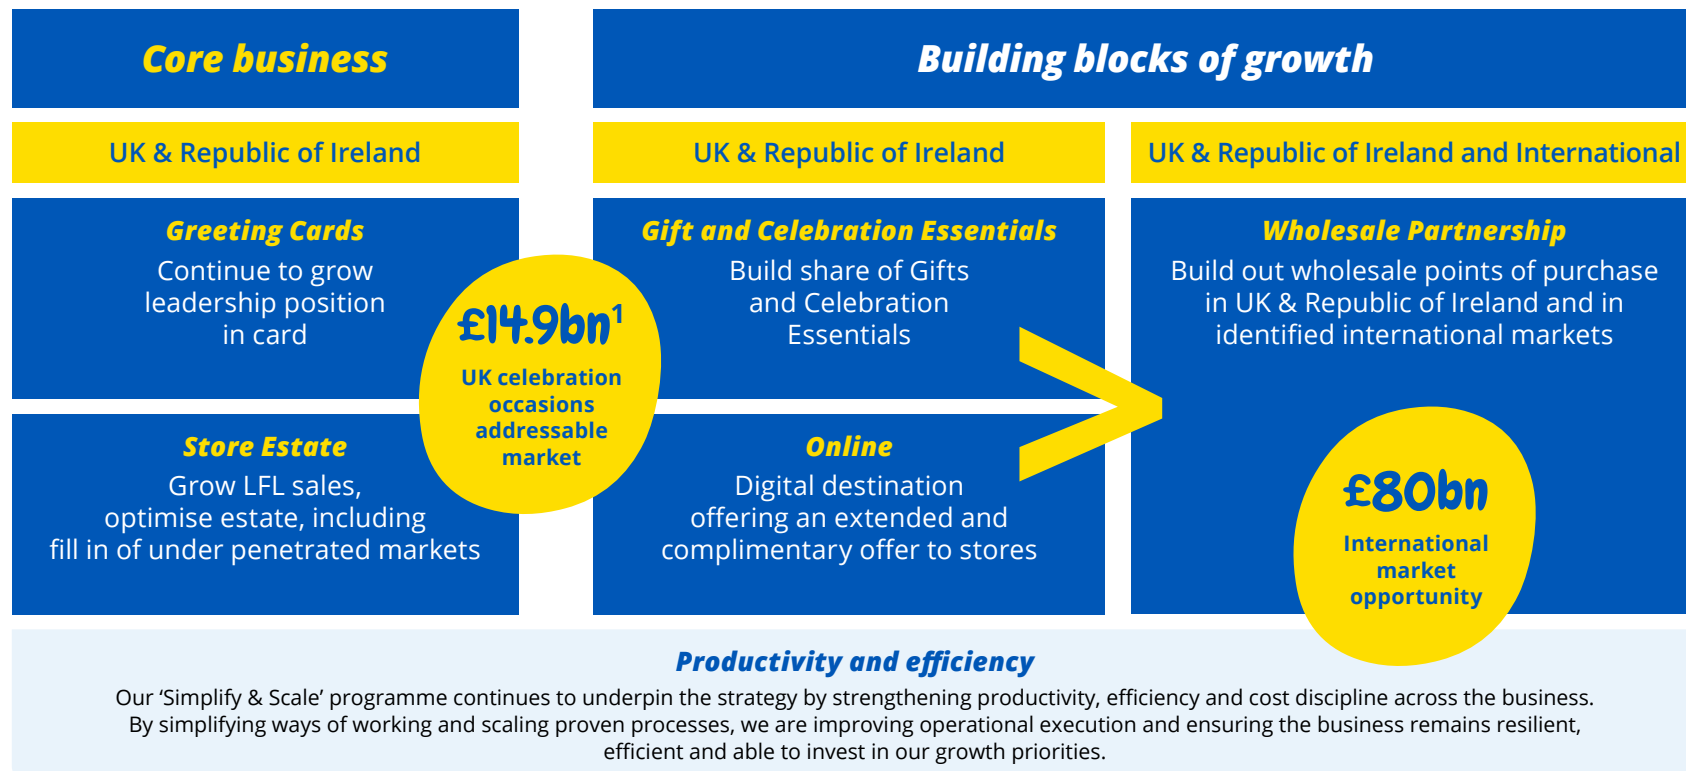 Core business
Building blocks of growth
UK & Republic of Ireland
UK & Republic of Ireland
UK & Republic of Ireland and International
Greeting Cards
Continue to grow
leadership position
in card
Store Estate
Grow LFL sales,
optimise estate, including
fill in of under penetrated markets
£14.9bn¹
UK celebration
occasions
addressable
market
Gift and Celebration Essentials
Build share of Gifts
and Celebration
Essentials
Online
Digital destination
offering an extended and
complimentary offer to stores
>
Wholesale Partnership
Build out wholesale points of purchase
in UK & Republic of Ireland and in
identified international markets
£80bn
International
market
opportunity
Productivity and efficiency
Our ‘Simplify & Scale’ programme continues to underpin the strategy by strengthening productivity, efficiency and cost discipline across the business.
By simplifying ways of working and scaling proven processes, we are improving operational execution and ensuring the business remains resilient,
efficient and able to invest in our growth priorities.